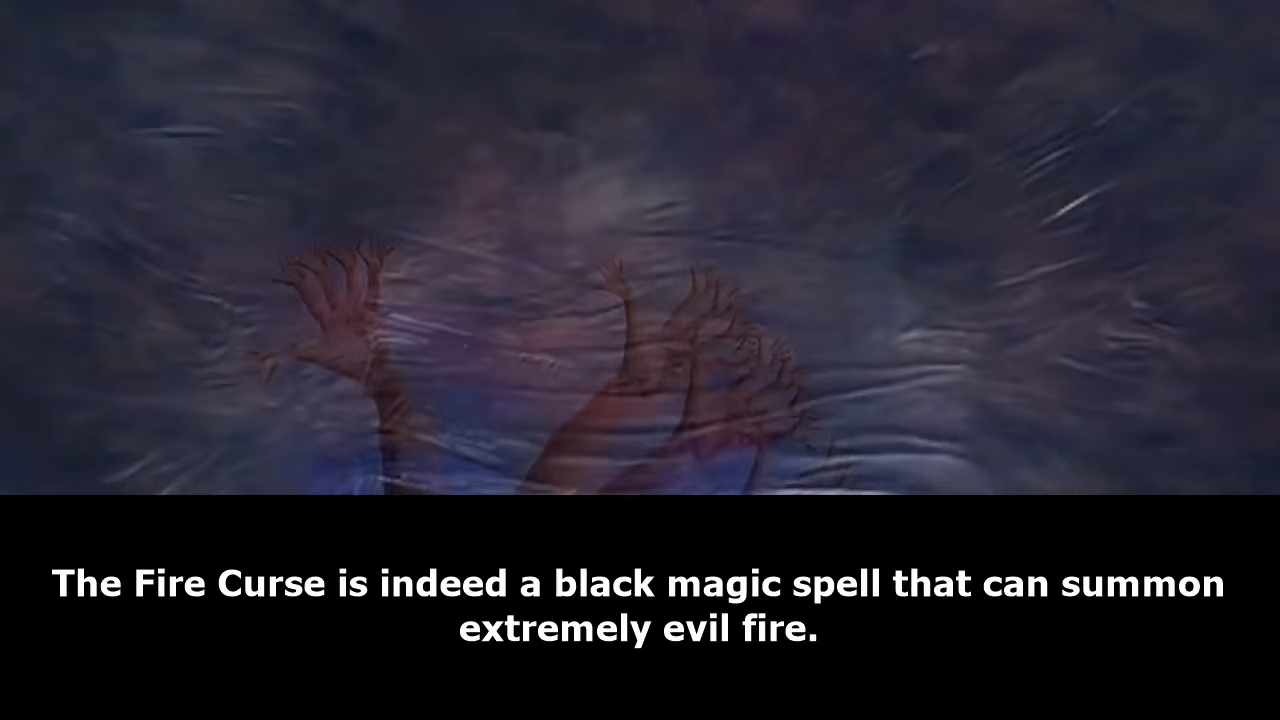 The Fire Curse is indeed a black magic spell that can summon
extremely evil fire.